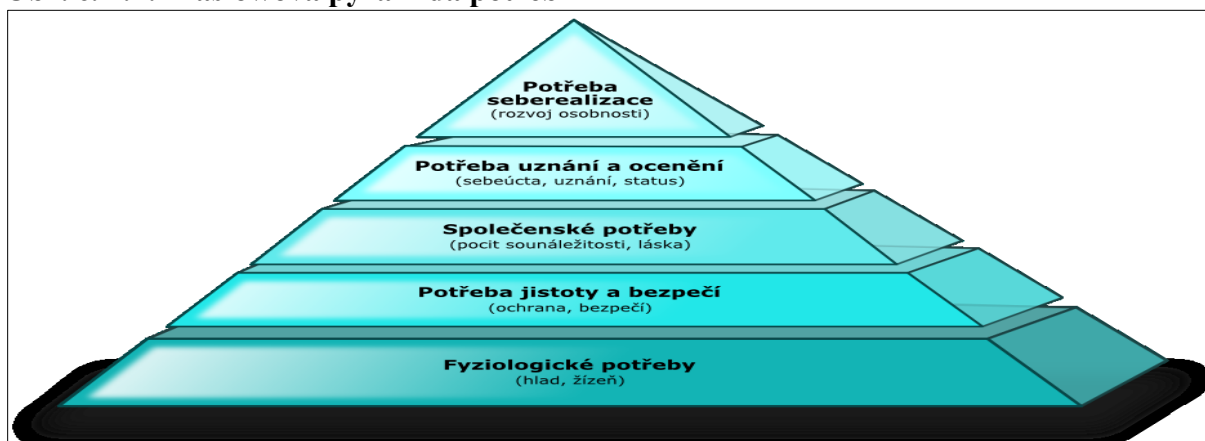 Potřeba
seberealizace
(rozvoj osobnosti)
Potřeba uznání a ocenění
(sebeúcta, uznání, status)
Společenské potřeby
(pocit sounáležitosti, láska)
Potřeba jistoty a bezpečí
(ochrana, bezpečí)
Fyziologické potřeby
(hlad, žízeň)